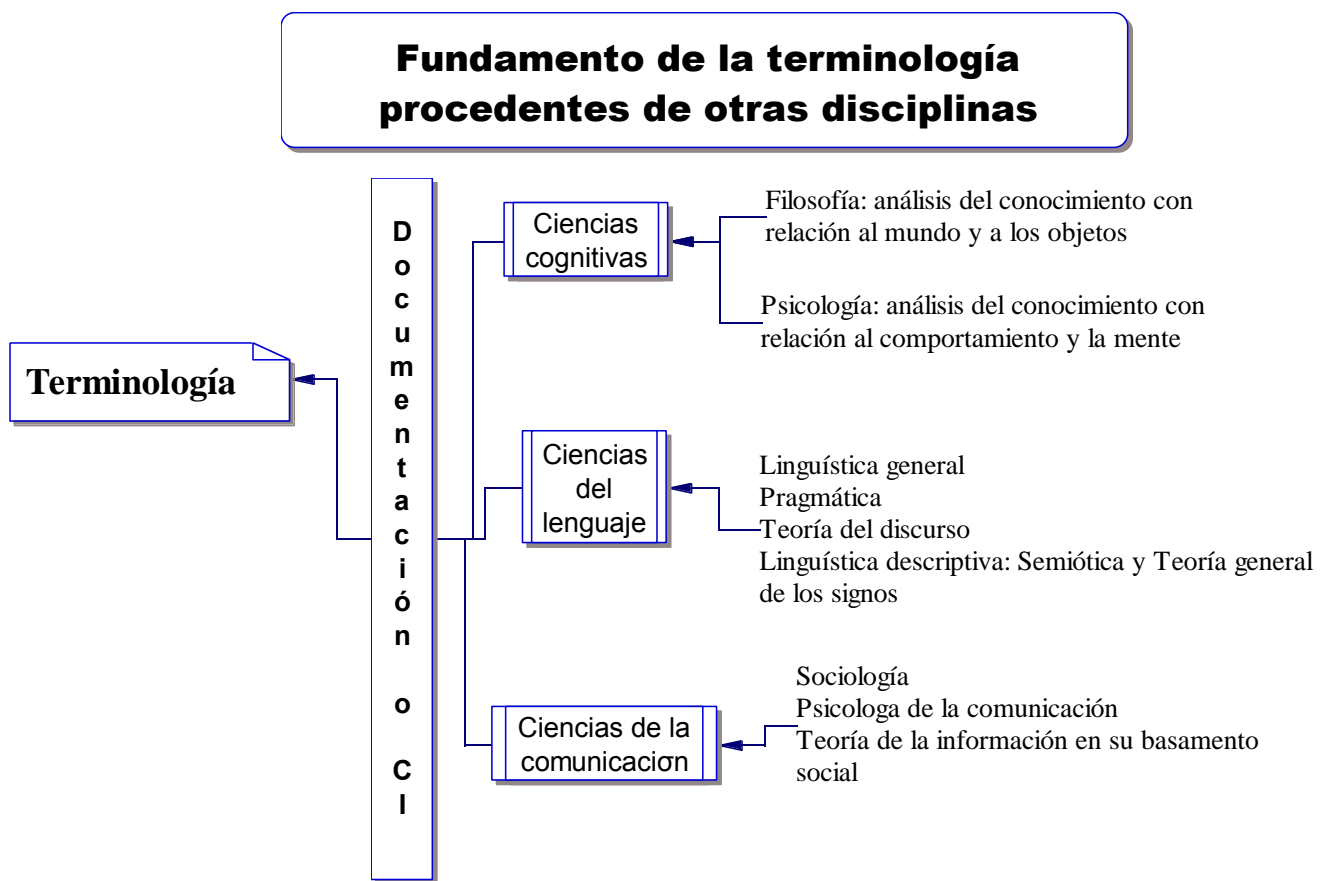 Fundamento de la terminología
procedentes de otras disciplinas
Terminología
Documentación o CI
Ciencias
cognitivas
Filosofía: análisis del conocimiento con
relación al mundo y a los objetos
Psicología: análisis del conocimiento con
relación al comportamiento y la mente
Ciencias
del
lenguaje
Linguística general
Pragmática
Teoría del discurso
Linguística descriptiva: Semiótica y Teoría general
de los signos
Ciencias de la
comunicaciσn
Sociología
Psicologa de la comunicación
Teoría de la información en su basamento
social